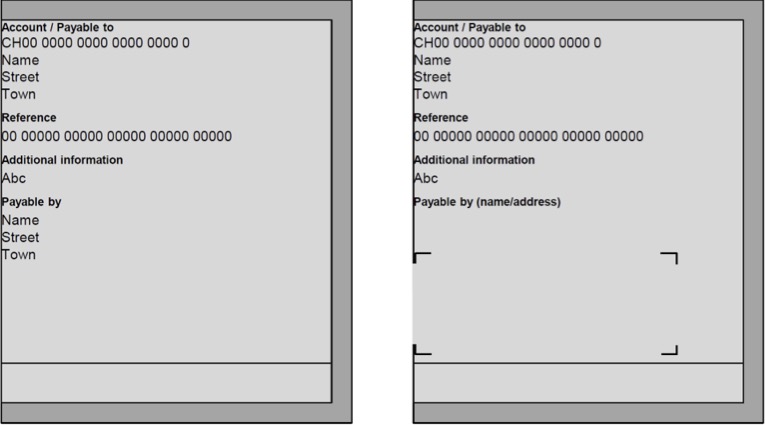 Account / Payable to
CH00 0000 0000 0000 0000 0
Name
Street
Town
Reference
00 00000 00000 00000 00000 00000
Additional information
Abc
Payable by
Name
Street
Town
Account / Payable to
CH00 0000 0000 0000 0000 0
Name
Street
Town
Reference
00 00000 00000 00000 00000 00000
Additional information
Abc
Payable by (name/address)